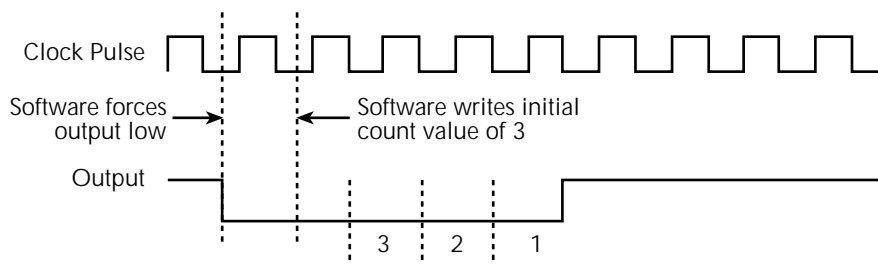 Clock Pulse
Software forces
output low
Software writes initial
count value of 3
Output
3 2 1